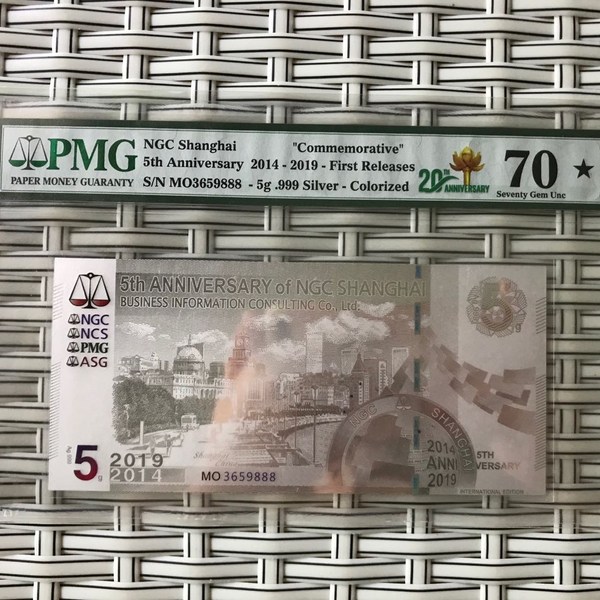 PMG
PAPER MONEY GUARANTY
NGC Shanghai "Commemorative"
5th Anniversary 2014 - 2019 - First Releases
S/N MO3659888 - 5g .999 Silver - Colorized
20TH ANNIVERSARY
70 ★
Seventy Gem Unc
5th ANNIVERSARY of NGC SHANGHAI
BUSINESS INFORMATION CONSULTING Co., Ltd.
NGC
NCS
PMG
ASG
5
g
2019
2014
MO 3659888
NGC SHANGHAI
2014 5TH
ANNIVERSARY
2019
INTERNATIONAL EDITION